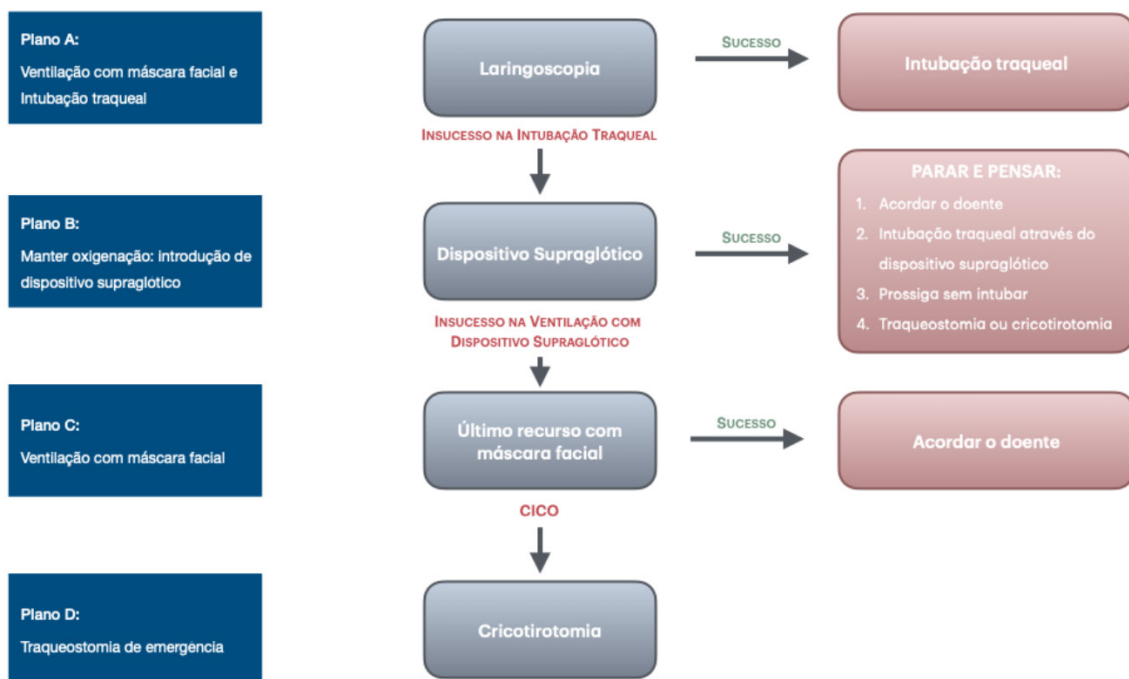 Plano A:
Ventilação com máscara facial e
Intubação traqueal
Laringoscopia
SUCESSO
Intubação traqueal
INSUCESSO NA INTUBAÇÃO TRAQUEAL
Plano B:
Manter oxigenação: introdução de
dispositivo supraglótico
Dispositivo Supraglótico
SUCESSO
PARAR E PENSAR:
1. Acordar o doente
2. Intubação traqueal através do
dispositivo supraglótico
3. Prossiga sem intubar
4. Traqueostomia ou cricotirotomia
INSUCESSO NA VENTILAÇÃO COM
DISPOSITIVO SUPRAGLÓTICO
Plano C:
Ventilação com máscara facial
Último recurso com
máscara facial
SUCESSO
Acordar o doente
CICO
Plano D:
Traqueostomia de emergência
Cricotirotomia